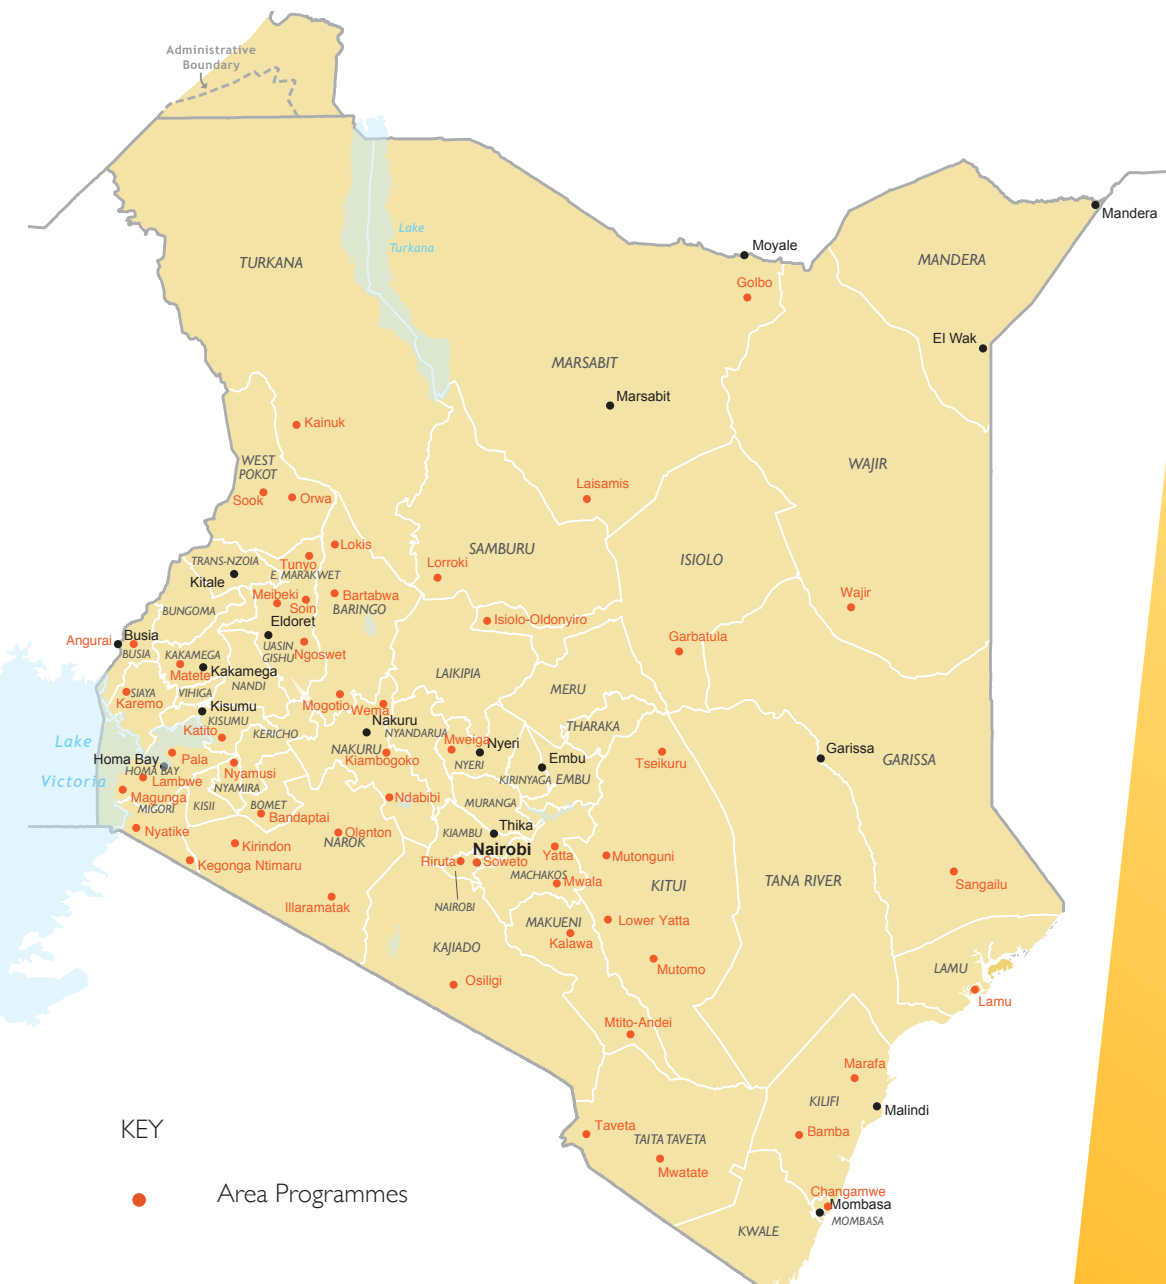 Administrative
Boundary
Lake
Turkana
TURKANA
Mandera
Moyale
MANDERA
Golbo
El Wak
MARSABIT
Marsabit
Kainuk
WEST
POKOT
WAJIR
Sook
Orwa
Laisamis
Lokis
SAMBURU
TRANS-NZOIA
Tunyo
ISIOLO
Lorroki
E. MARAKWET
Kitale
Meibeki
Soin
Bartabwa
Wajir
BUNGOMA
BARINGO
Eldoret
Isiolo-Oldonyiro
Angurai
Busia
Garbatula
BUSIA
KAKAMEGA
UASIN
GISHU
Ngoswet
Matete
Kakamega
LAIKIPIA
NANDI
MERU
SIAYA
VIHIGA
Karemo
Mogotio
Wema
Kisumu
KISUMU
Nakuru
THARAKA
Katito
KERICHO
NYANDARUA
Lake
Victoria
NAKURU
Mweiga
Nyeri
Garissa
GARISSA
Homa Bay
Pala
Kiambogoko
NYERI
Embu
Tseikuru
HOMA BAY
Nyamusi
KIRINYAGA
EMBU
Lambwe
NYAMIRA
Magunga
Ndabibi
MURANGA
MIGORI
KISII
BOMET
Bandaptai
Nyatike
Olenton
KIAMBU
Thika
NAROK
Kirindon
Nairobi
Yatta
Mutonguni
Kegonga Ntimaru
Riruta
Soweto
MACHAKOS
Mwala
KITUI
TANA RIVER
Sangailu
Illaramatak
NAIROBI
MAKUENI
Lower Yatta
Kalawa
KAJIADO
Mutomo
LAMU
Osiligi
Lamu
Mtito-Andei
Marafa
KILIFI
Malindi
KEY
Taveta
TAITA TAVETA
Bamba
Mwatate
Area Programmes
Changamwe
Mombasa
MOMBASA
KWALE